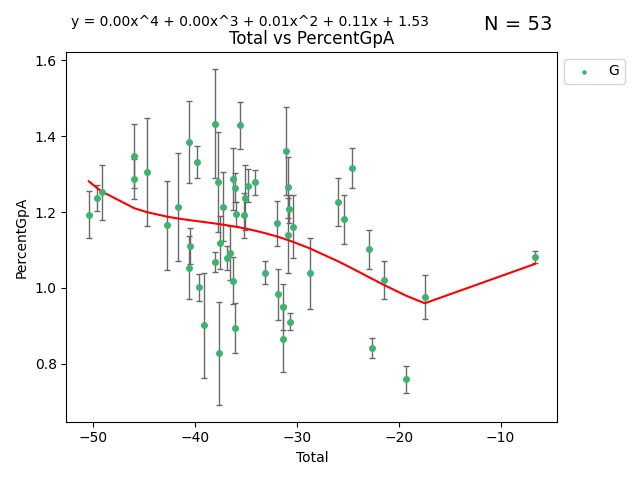 y = 0.00x^4 + 0.00x^3 + 0.01x^2 + 0.11x + 1.53
N = 53
Total vs PercentGpA
G
PercentGpA
1.6
1.4
1.2
1.0
0.8
−50
−40
−30
−20
−10
Total